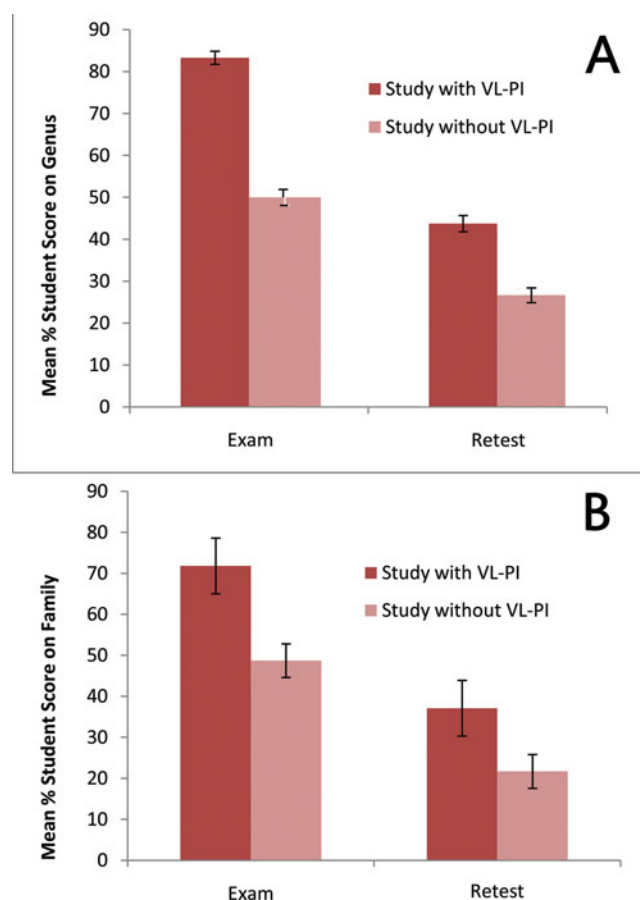 A
90
80
70
60
50
40
30
20
10
0
Mean % Student Score on Genus
Study with VL-PI
Study without VL-PI
Exam Retest
B
90
80
70
60
50
40
30
20
10
0
Mean % Student Score on Family
Study with VL-PI
Study without VL-PI
Exam Retest